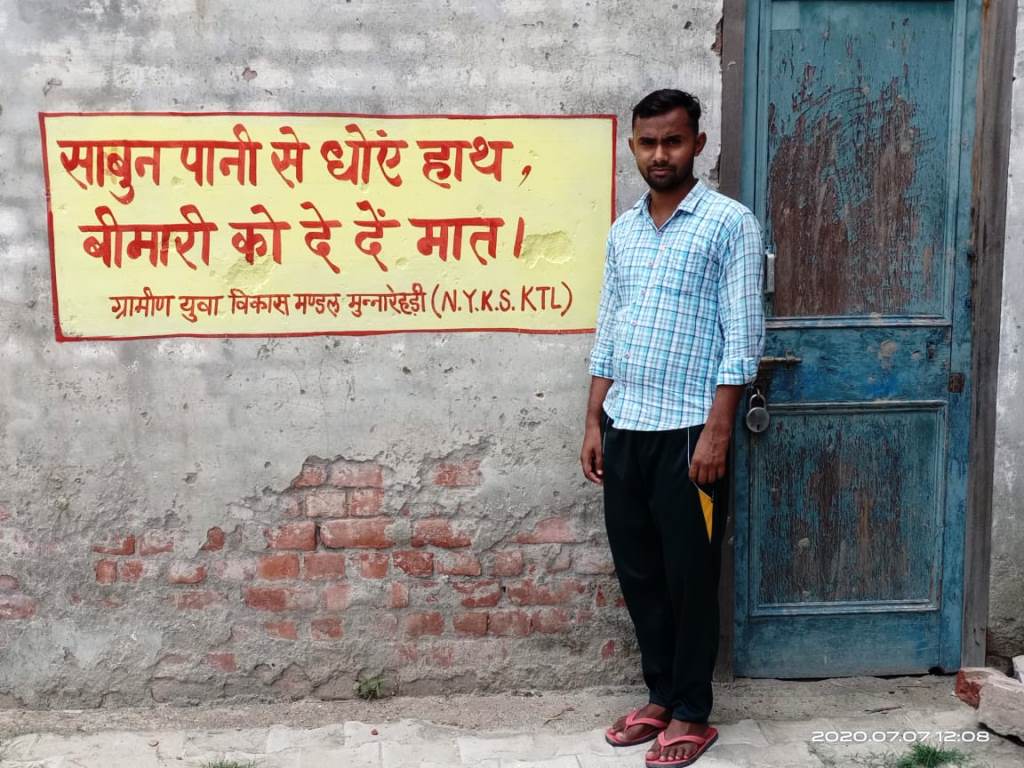 साबुन पानी से धोएं हाथ,
बीमारी को दे दें मात।
ग्रामीण युवा विकास मण्डल मुन्नारेहड़ी (N.Y.K.S. KTL)
2020.07.07 12:08